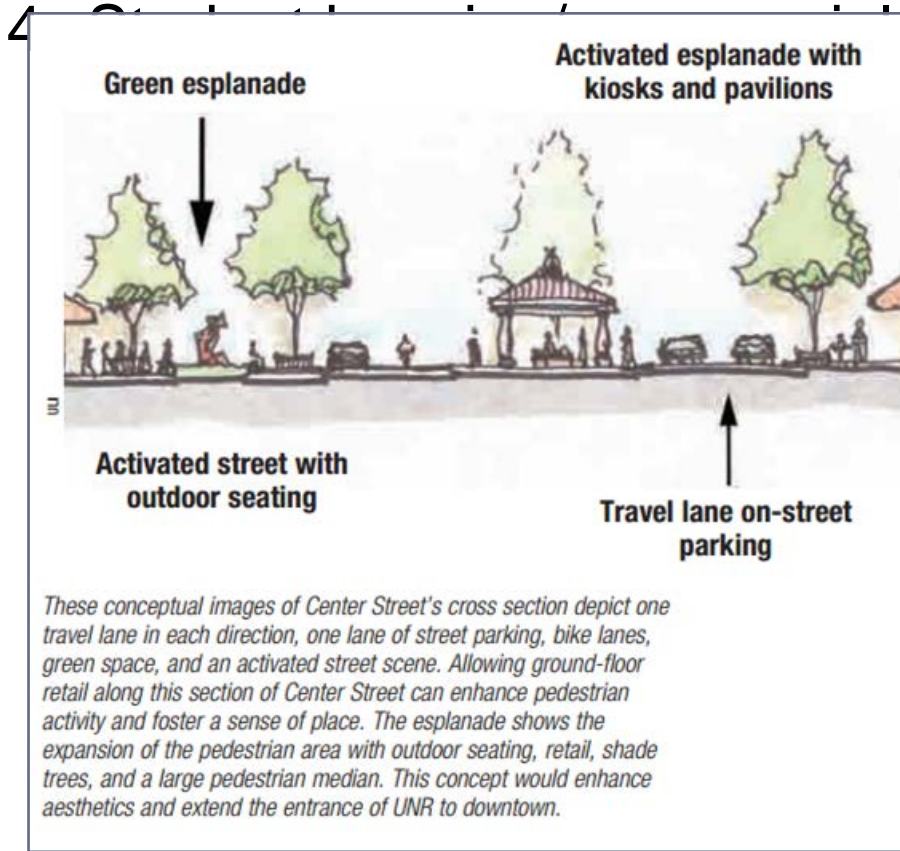 Green esplanade
Activated esplanade with
kiosks and pavilions
Activated street with
outdoor seating
Travel lane on-street
parking
These conceptual images of Center Street's cross section depict one
travel lane in each direction, one lane of street parking, bike lanes,
green space, and an activated street scene. Allowing ground-floor
retail along this section of Center Street can enhance pedestrian
activity and foster a sense of place. The esplanade shows the
expansion of the pedestrian area with outdoor seating, retail, shade
trees, and a large pedestrian median. This concept would enhance
aesthetics and extend the entrance of UNR to downtown.